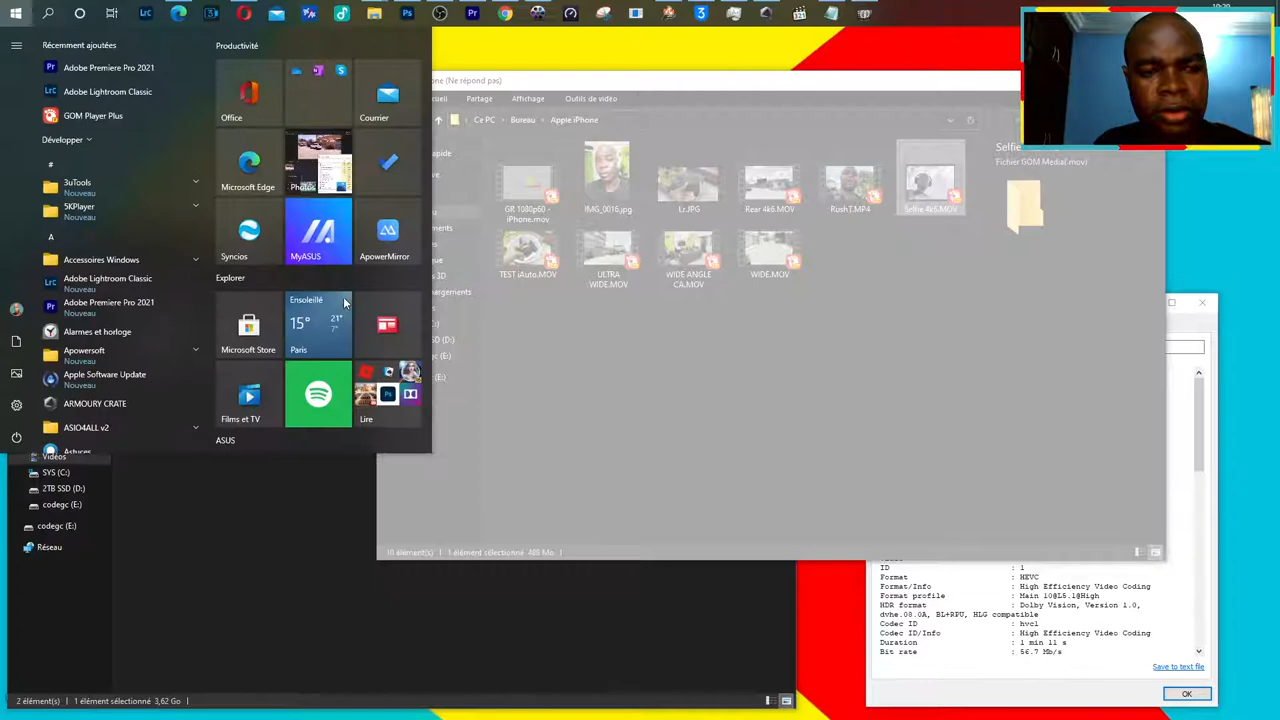 Récemment ajoutées
Adobe Premiere Pro 2021
Adobe Lightroom Classic
GOM Player Plus
Développer
#
3uTools
Nouveau
5KPlayer
Nouveau
A
Accessoires Windows
Adobe Lightroom Classic
Nouveau
Adobe Premiere Pro 2021
Nouveau
Alarmes et horloge
Apowersoft
Nouveau
Apple Software Update
Nouveau
ARMOURY CRATE
ASIO4ALL v2
Astuces
Productivité
Office
Courrier
Microsoft Edge
Photos
Syncios
MyASUS
ApowerMirror
Explorer
Microsoft Store
Ensoleillé
15° 21°
7°
Paris
Films et TV
Lire
ASUS
one (Ne répond pas)
cueil Partage Affichage Outils de vidéo
Ce PC Bureau Apple iPhone
apide
GR 1080p60 -
iPhone.mov
IMG_0016.jpg
Lr.JPG
Rear 4k6.MOV
RushT.MP4
Selfie 4k6.MOV
TEST iAuto.MOV
ULTRA
WIDE.MOV
WIDE ANGLE
CA.MOV
WIDE.MOV
Fichier GOM Media(.mov)
10 élément(s) 1 élément sélectionné 488 Mo
Vidéos
SYS (C:)
2TB SSD (D:)
codegc (E:)
codegc (E:)
Réseau
2 élément(s) 1 élément sélectionné 3,62 Go
ID : 1
Format : HEVC
Format/Info : High Efficiency Video Coding
Format profile : Main 10@L5.1@High
HDR format : Dolby Vision, Version 1.0,
dvhe.08.0A, BL+RPU, HLG compatible
Codec ID : hvc1
Codec ID/Info : High Efficiency Video Coding
Duration : 1 min 11 s
Bit rate : 56.7 Mb/s
Save to text file
OK